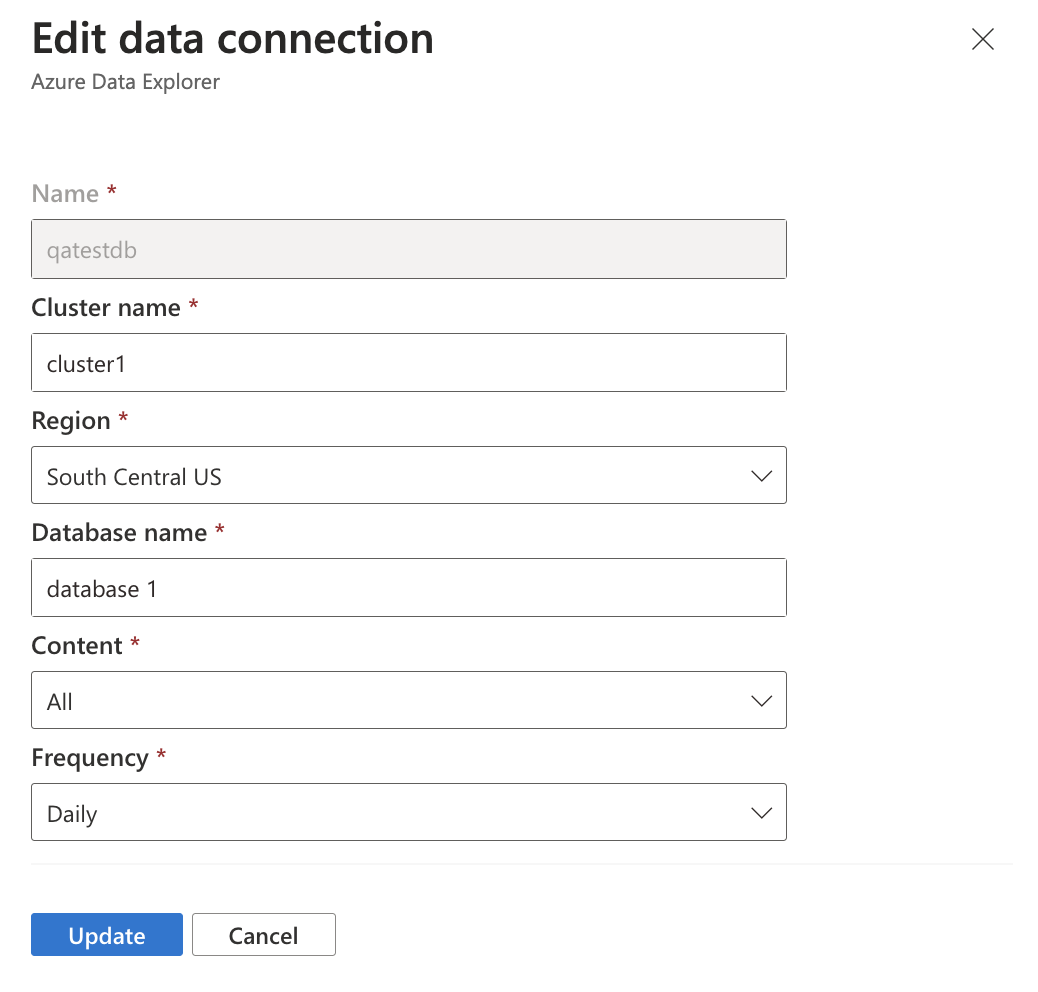 Edit data connection
Azure Data Explorer
Name *
qatestdb
Cluster name *
cluster1
Region *
South Central US
Database name *
database 1
Content *
All
Frequency *
Daily
Update Cancel